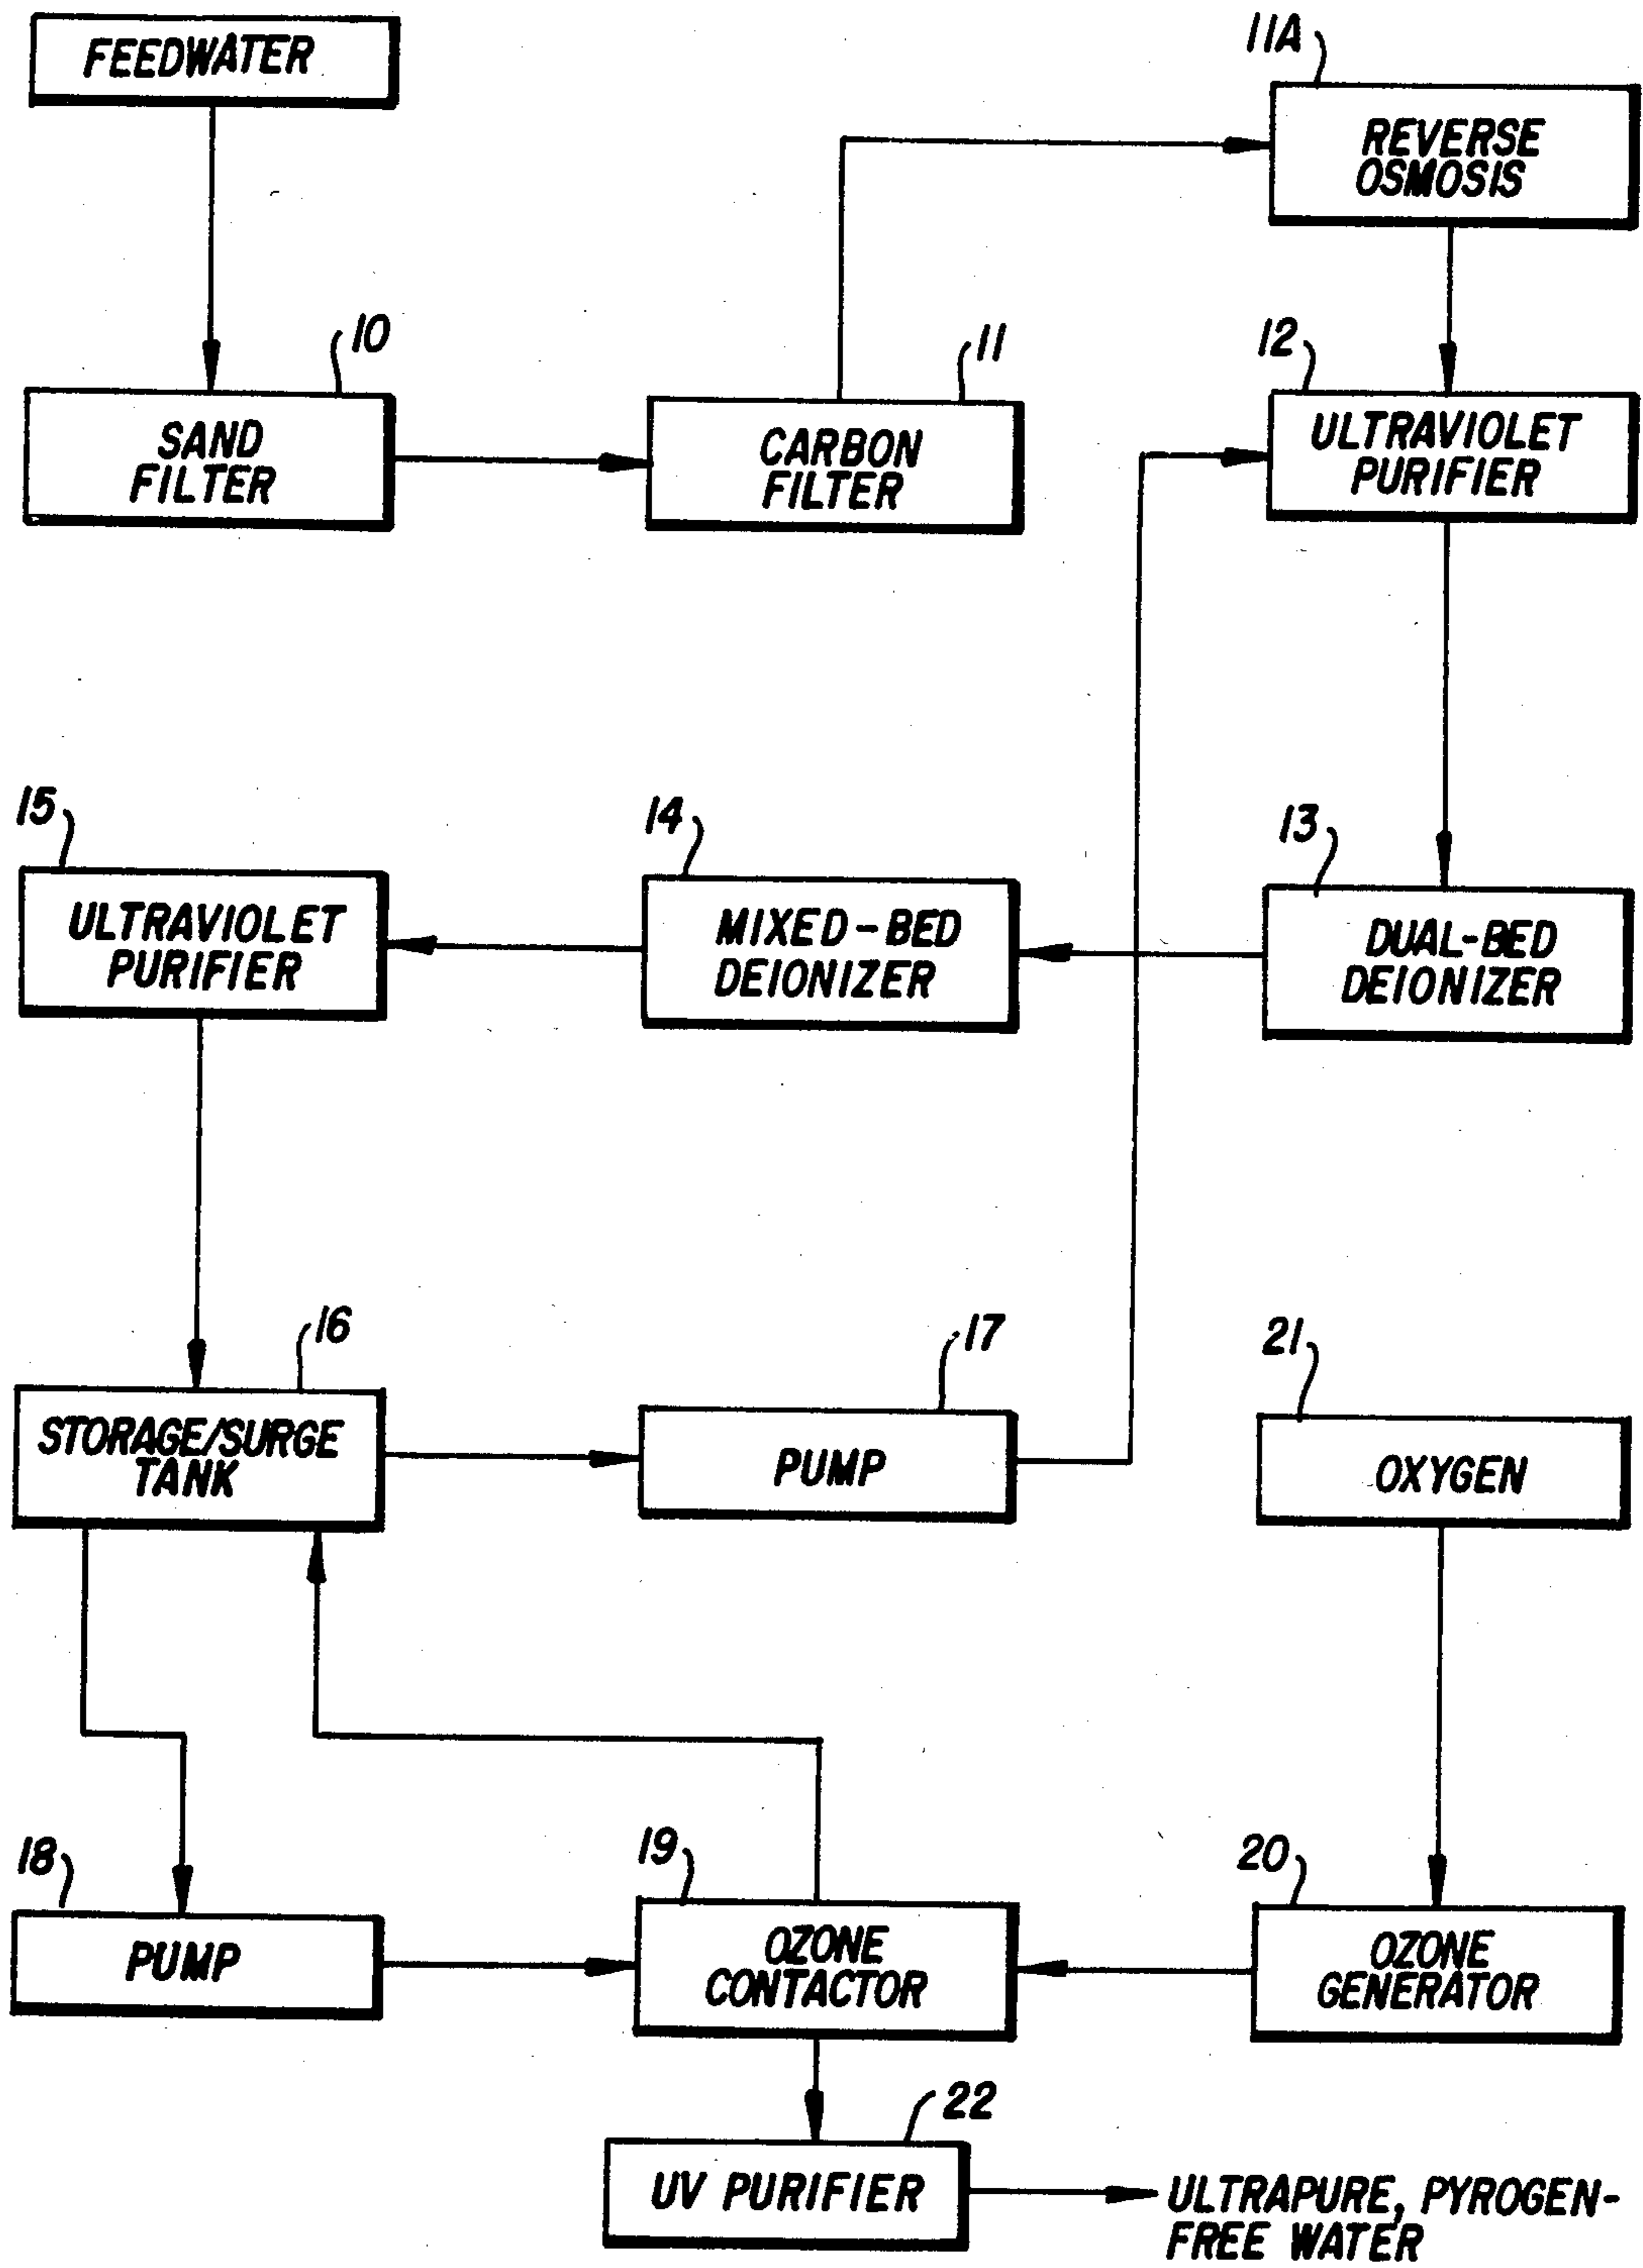 FEEDWATER
11A
REVERSE
OSMOSIS
10
11
12
SAND
FILTER
CARBON
FILTER
ULTRAVIOLET
PURIFIER
15
14
13
ULTRAVIOLET
PURIFIER
MIXED-BED
DEIONIZER
DUAL-BED
DEIONIZER
16
17
21
STORAGE/SURGE
TANK
PUMP
OXYGEN
18
19
20
PUMP
OZONE
CONTACTOR
OZONE
GENERATOR
22
UV PURIFIER
ULTRAPURE, PYROGEN-
FREE WATER